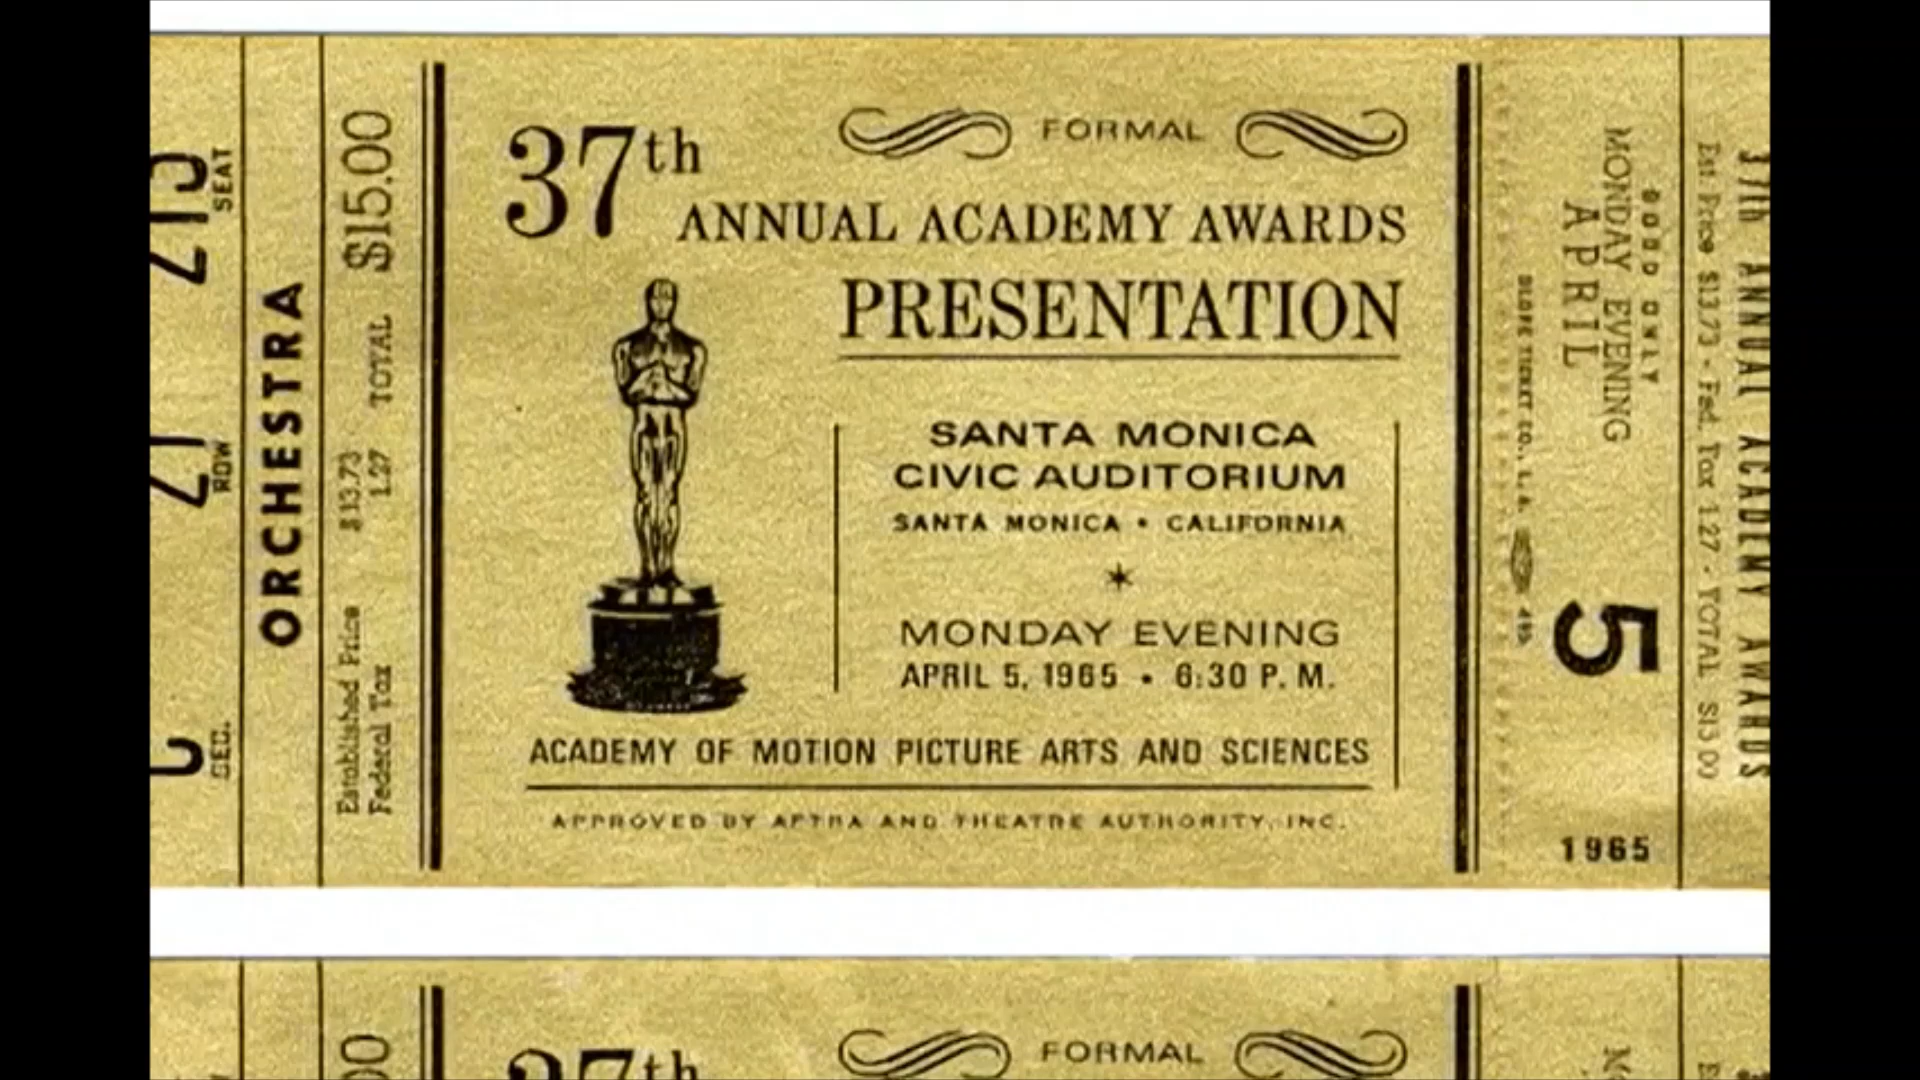 SEAT
ROW
SEC.
ORCHESTRA
Established Price $13.73
Federal Tax 1.27 TOTAL $15.00
37th
FORMAL
ANNUAL ACADEMY AWARDS
PRESENTATION
SANTA MONICA
CIVIC AUDITORIUM
SANTA MONICA • CALIFORNIA
MONDAY EVENING
APRIL 5, 1965 • 6:30 P. M.
ACADEMY OF MOTION PICTURE ARTS AND SCIENCES
APPROVED BY AFTRA AND THEATRE AUTHORITY, INC.
GOOD ONLY
MONDAY EVENING
APRIL
5
1965
Est. Price $13.73 - Fed. Tax 1.27 - TOTAL
37th ANNUAL ACADEMY AWARDS
37th
FORMAL